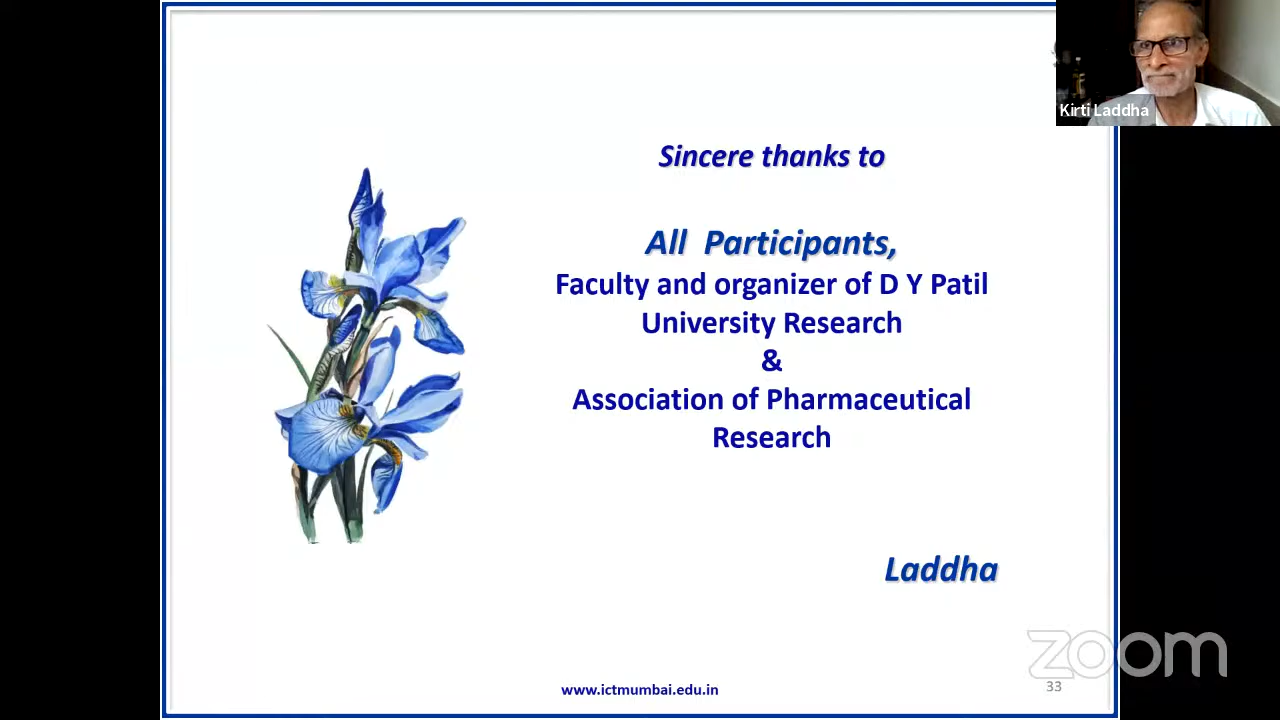 Kirti Laddha
Sincere thanks to
All Participants,
Faculty and organizer of D Y Patil
University Research
&
Association of Pharmaceutical
Research
Laddha
zoom
www.ictmumbai.edu.in
33